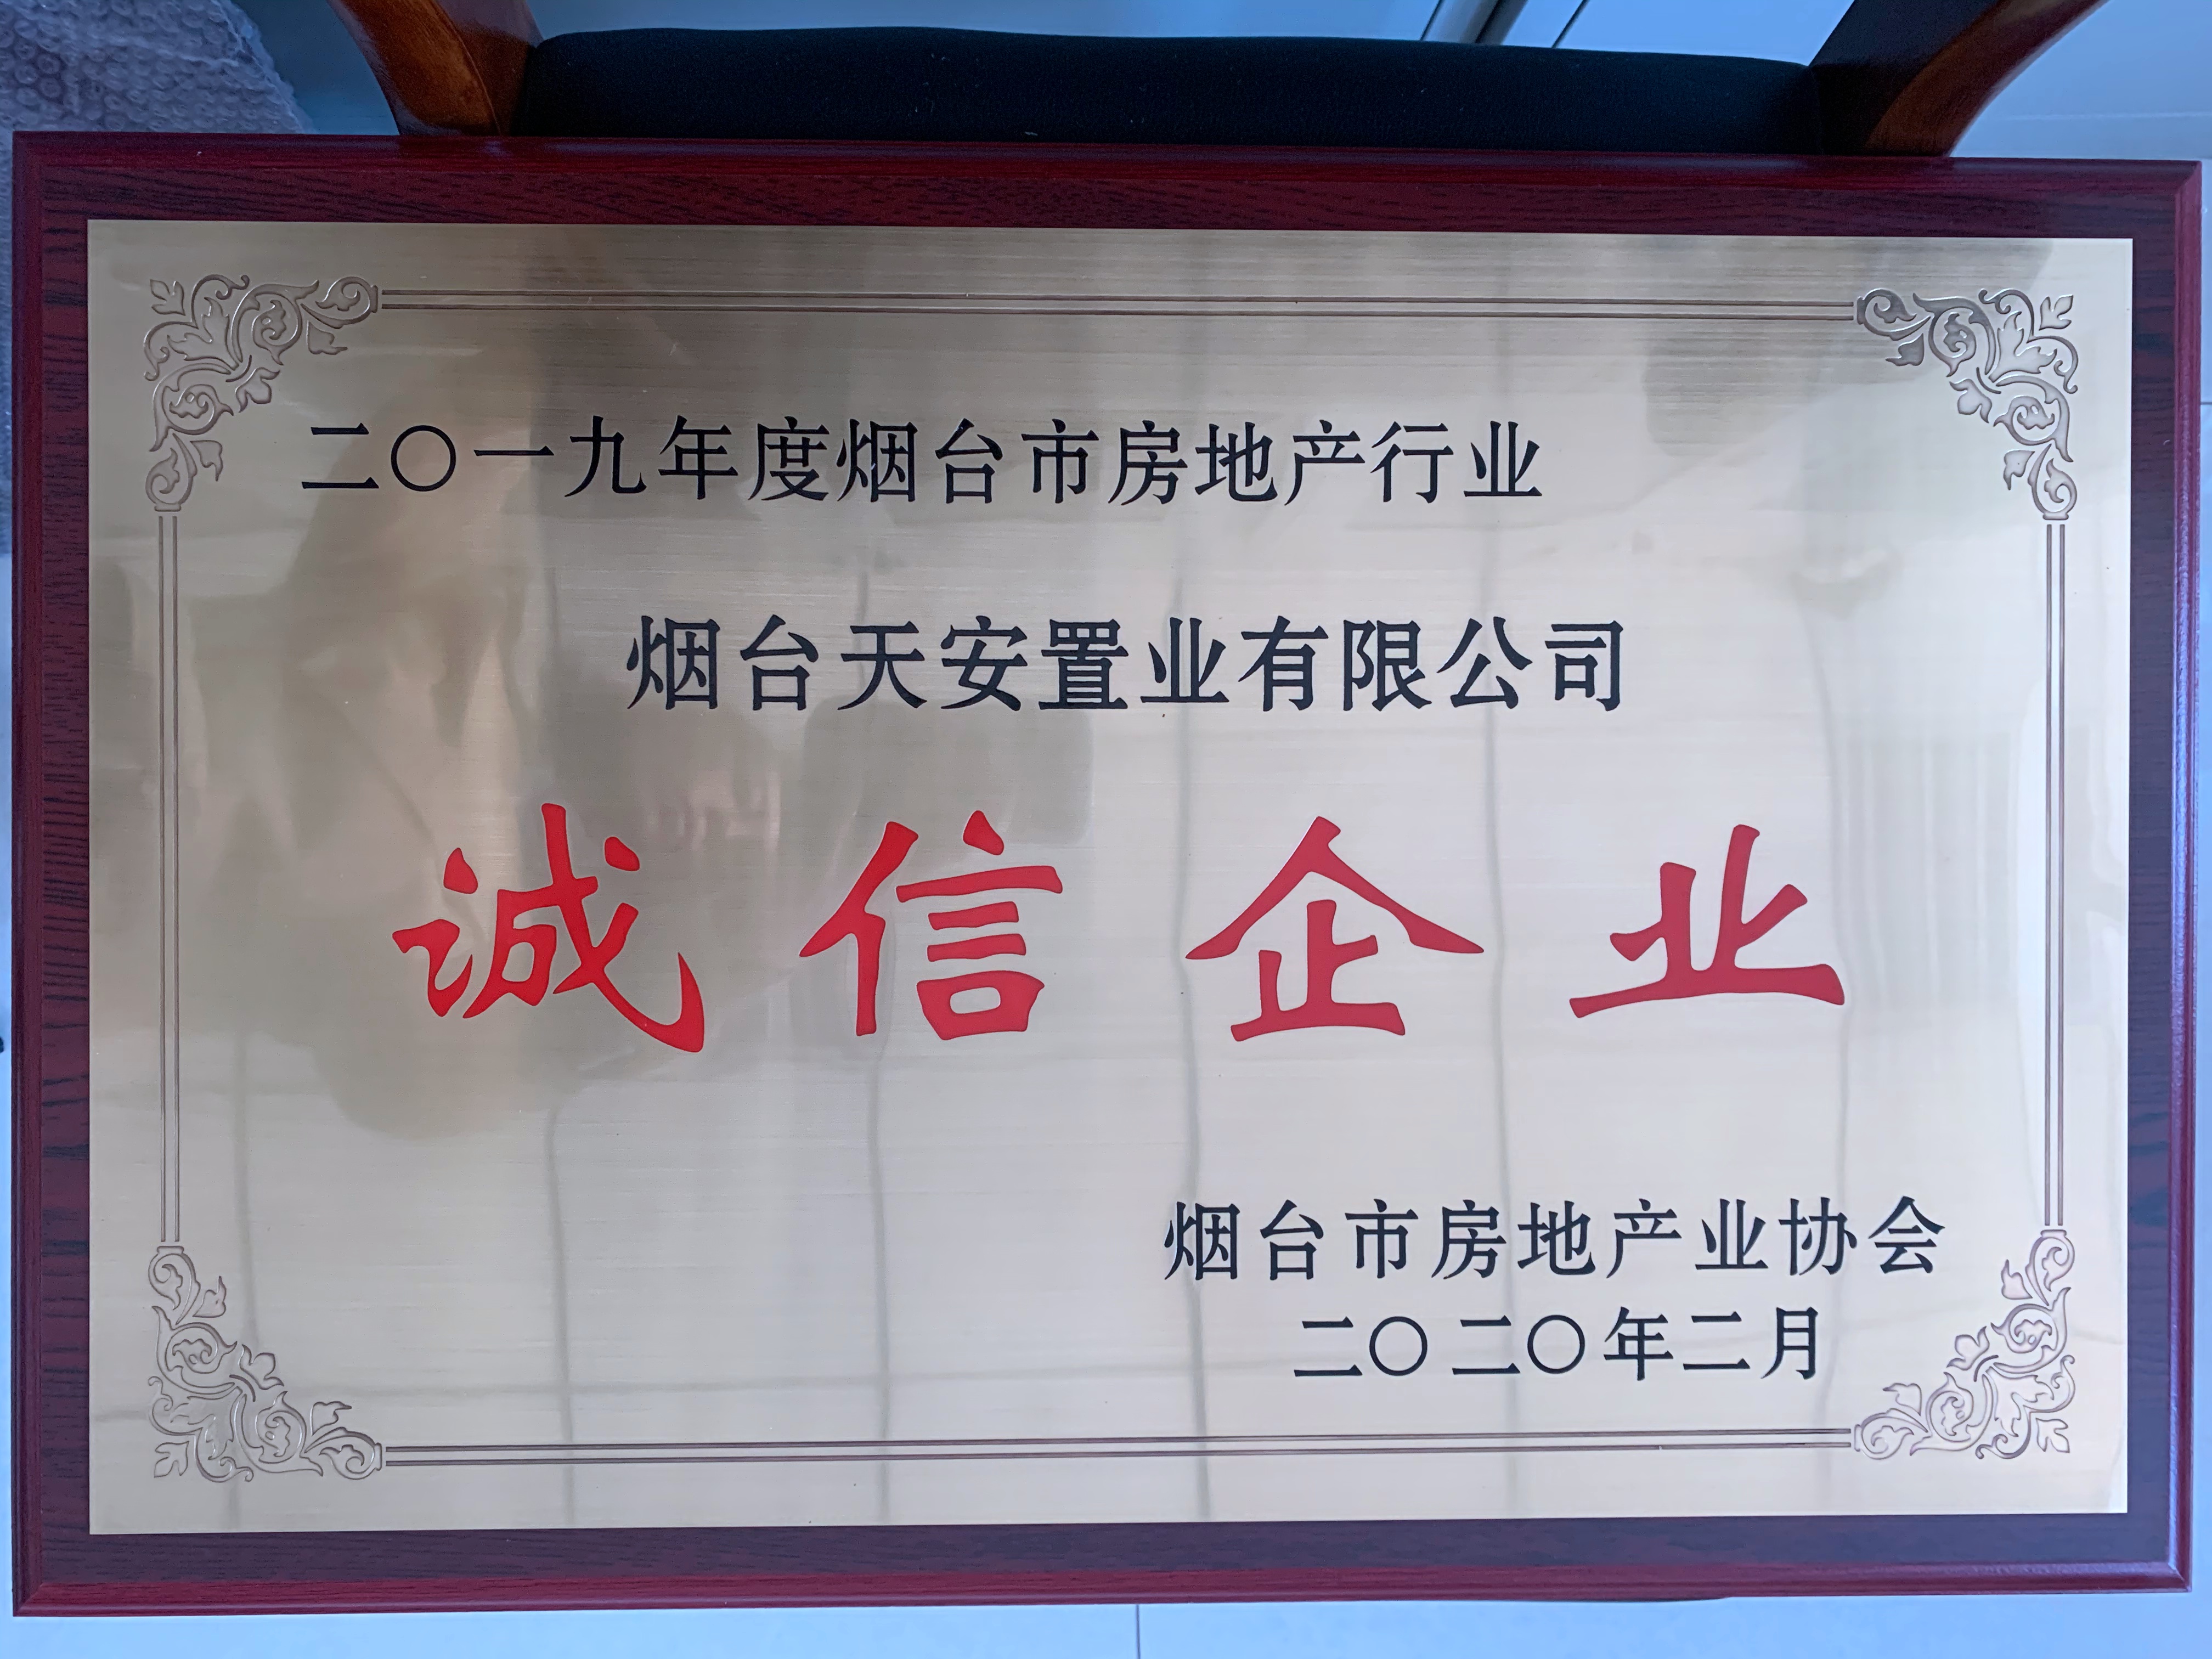 二〇一九年度烟台市房地产行业
烟台天安置业有限公司
诚信企业
烟台市房地产业协会
二〇二〇年二月